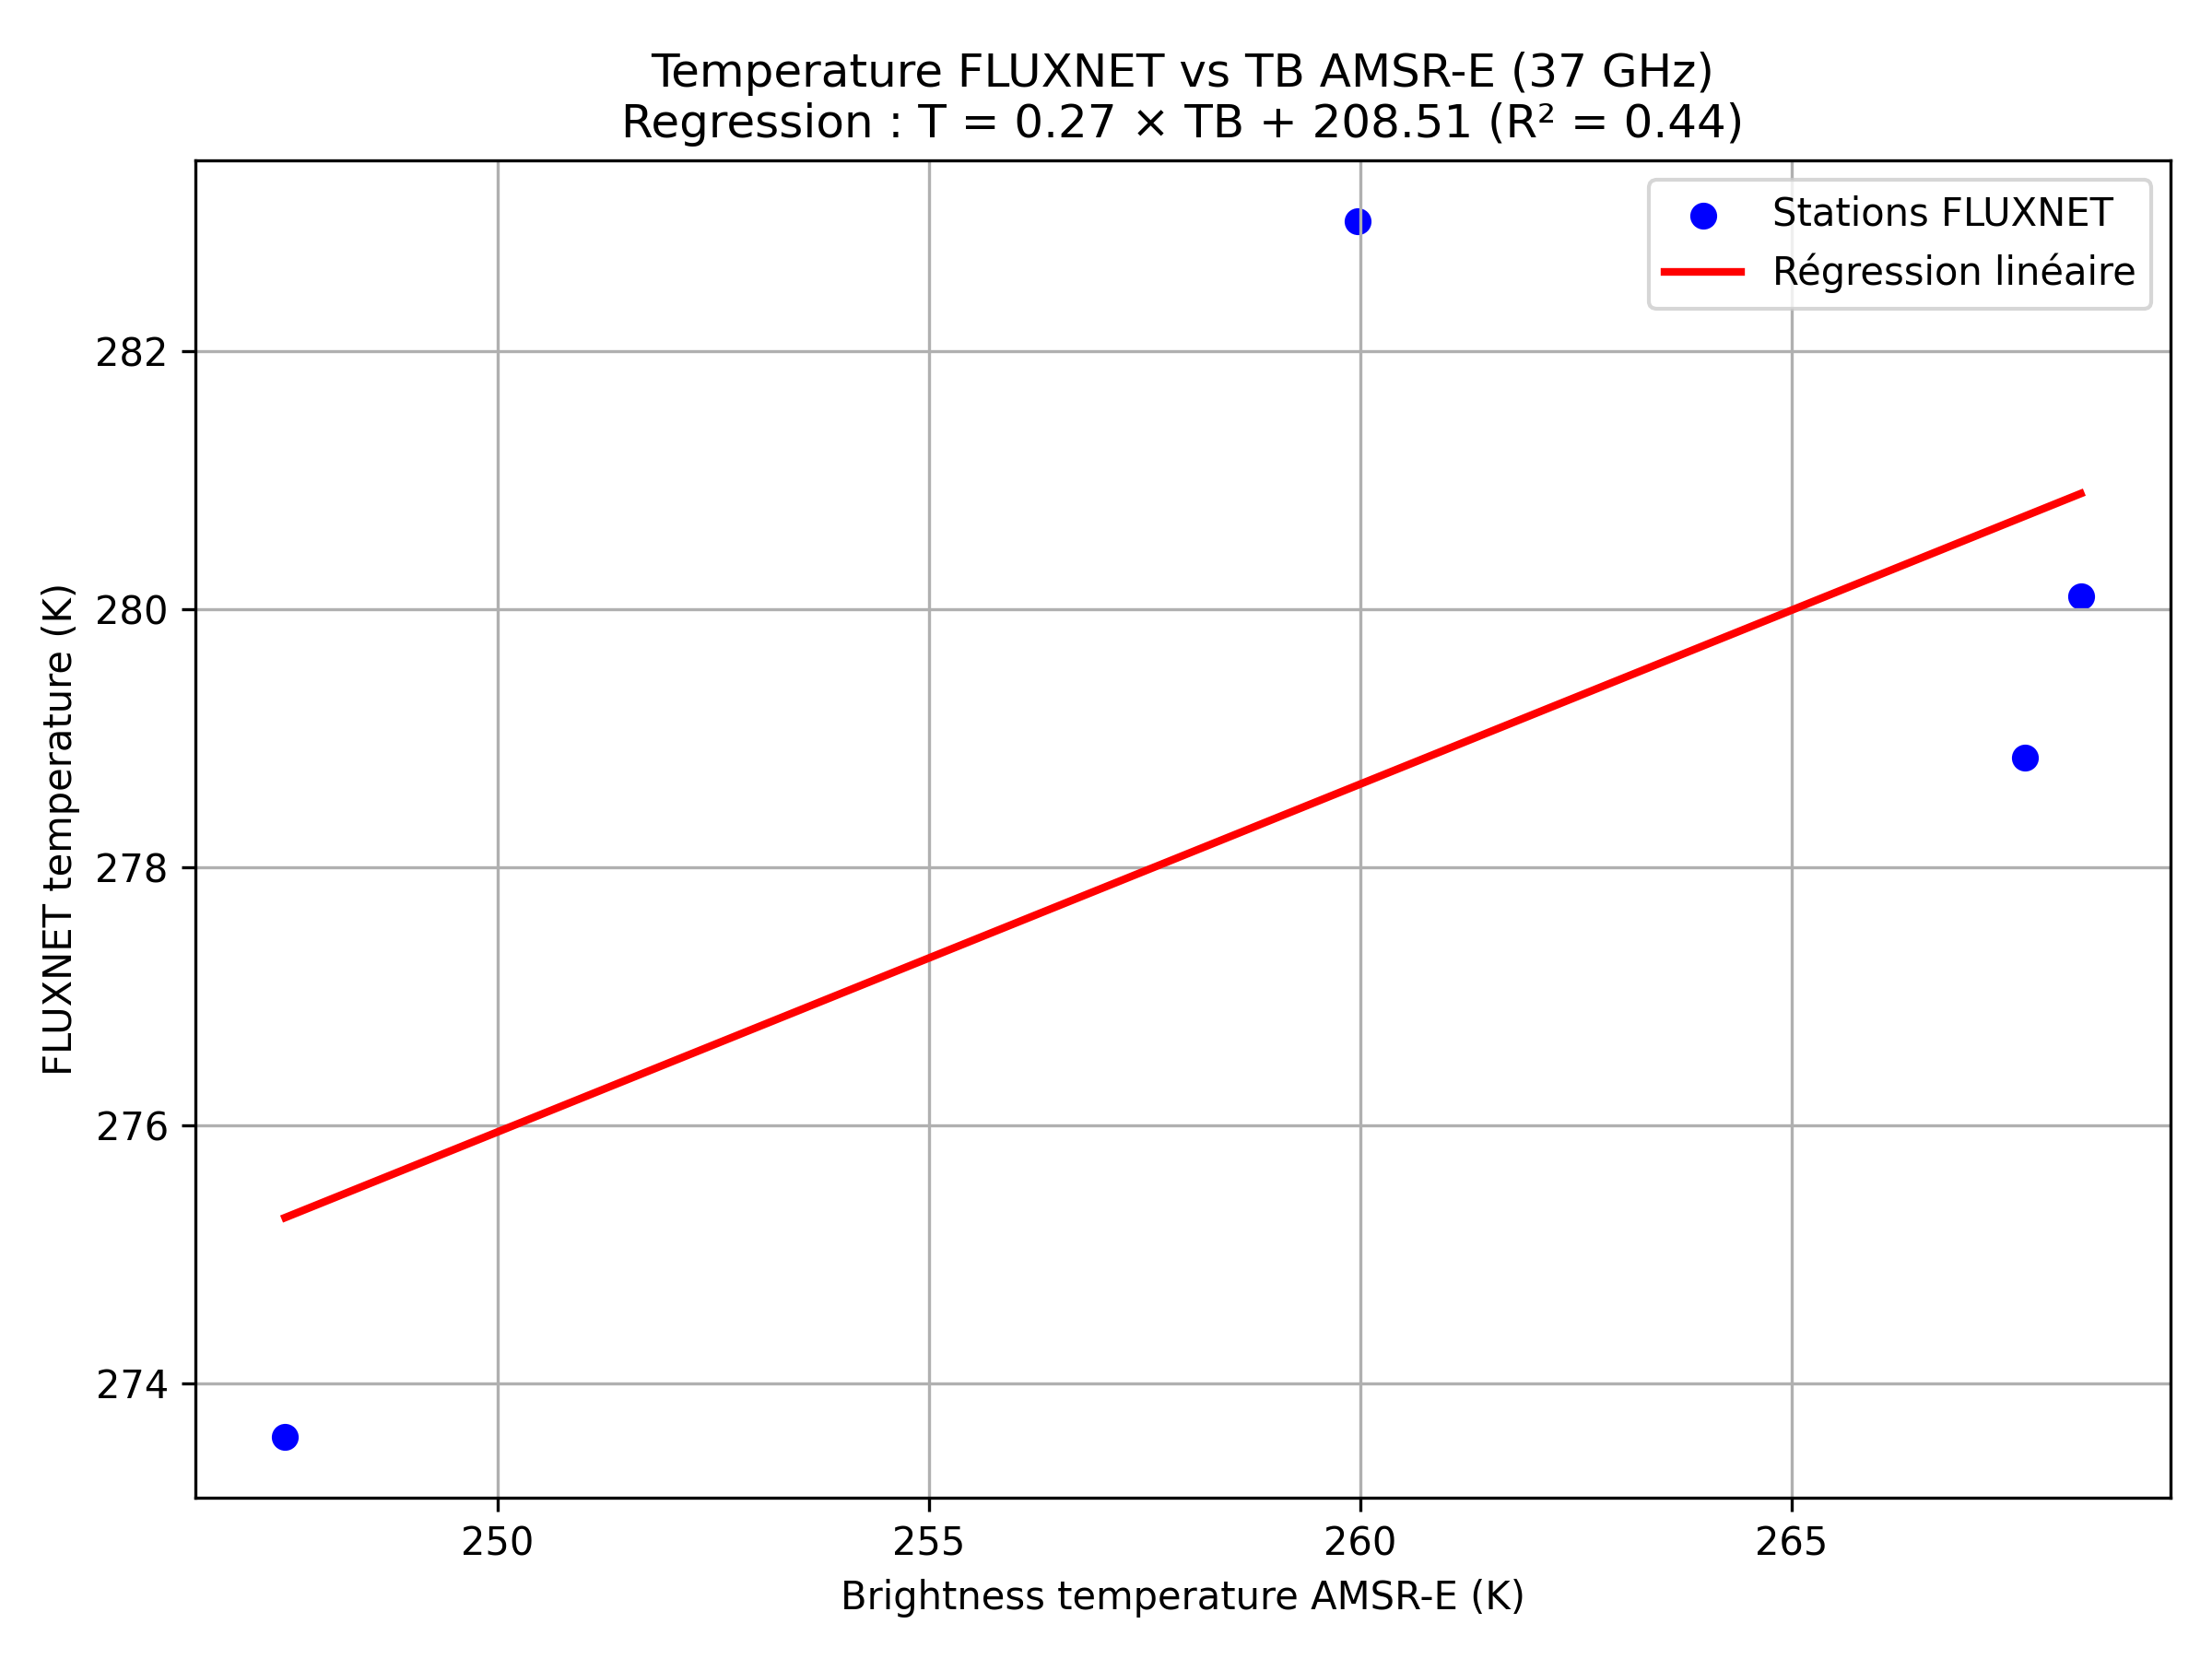 Temperature FLUXNET vs TB AMSR-E (37 GHz)
Regression : T = 0.27 × TB + 208.51 (R² = 0.44)
Stations FLUXNET
Régression linéaire
FLUXNET temperature (K)
282
280
278
276
274
250 255 260 265
Brightness temperature AMSR-E (K)